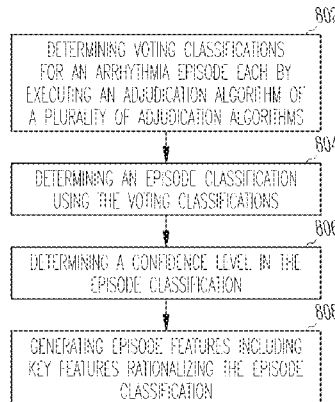 802
DETERMINING VOTING CLASSIFICATIONS
FOR AN ARRHYTHMIA EPISODE EACH BY
EXECUTING AN ADJUDICATION ALGORITHM OF
A PLURALITY OF ADJUDICATION ALGORITHMS
804
DETERMINING AN EPISODE CLASSIFICATION
USING THE VOTING CLASSIFICATIONS
806
DETERMINING A CONFIDENCE LEVEL IN THE
EPISODE CLASSIFICATION
808
GENERATING EPISODE FEATURES INCLUDING
KEY FEATURES RATIONALIZING THE EPISODE
CLASSIFICATION